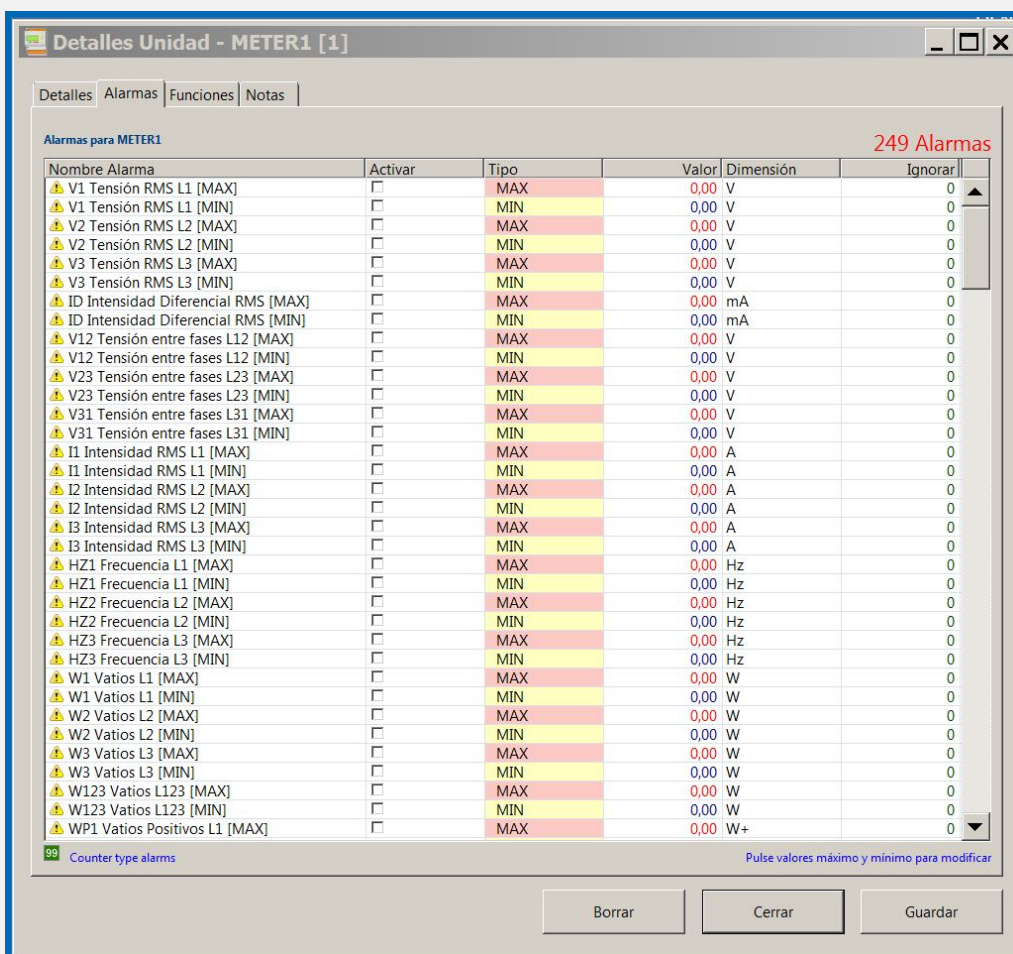 Detalles Unidad - METER1 [1]
Detalles Alarmas Funciones Notas
Alarmas para METER1
249 Alarmas
Nombre Alarma Activar Tipo Valor Dimensión Ignorar
V1 Tensión RMS L1 [MAX] MAX 0,00 V 0
V1 Tensión RMS L1 [MIN] MIN 0,00 V 0
V2 Tensión RMS L2 [MAX] MAX 0,00 V 0
V2 Tensión RMS L2 [MIN] MIN 0,00 V 0
V3 Tensión RMS L3 [MAX] MAX 0,00 V 0
V3 Tensión RMS L3 [MIN] MIN 0,00 V 0
ID Intensidad Diferencial RMS [MAX] MAX 0,00 mA 0
ID Intensidad Diferencial RMS [MIN] MIN 0,00 mA 0
V12 Tensión entre fases L12 [MAX] MAX 0,00 V 0
V12 Tensión entre fases L12 [MIN] MIN 0,00 V 0
V23 Tensión entre fases L23 [MAX] MAX 0,00 V 0
V23 Tensión entre fases L23 [MIN] MIN 0,00 V 0
V31 Tensión entre fases L31 [MAX] MAX 0,00 V 0
V31 Tensión entre fases L31 [MIN] MIN 0,00 V 0
I1 Intensidad RMS L1 [MAX] MAX 0,00 A 0
I1 Intensidad RMS L1 [MIN] MIN 0,00 A 0
I2 Intensidad RMS L2 [MAX] MAX 0,00 A 0
I2 Intensidad RMS L2 [MIN] MIN 0,00 A 0
I3 Intensidad RMS L3 [MAX] MAX 0,00 A 0
I3 Intensidad RMS L3 [MIN] MIN 0,00 A 0
HZ1 Frecuencia L1 [MAX] MAX 0,00 Hz 0
HZ1 Frecuencia L1 [MIN] MIN 0,00 Hz 0
HZ2 Frecuencia L2 [MAX] MAX 0,00 Hz 0
HZ2 Frecuencia L2 [MIN] MIN 0,00 Hz 0
HZ3 Frecuencia L3 [MAX] MAX 0,00 Hz 0
HZ3 Frecuencia L3 [MIN] MIN 0,00 Hz 0
W1 Vatios L1 [MAX] MAX 0,00 W 0
W1 Vatios L1 [MIN] MIN 0,00 W 0
W2 Vatios L2 [MAX] MAX 0,00 W 0
W2 Vatios L2 [MIN] MIN 0,00 W 0
W3 Vatios L3 [MAX] MAX 0,00 W 0
W3 Vatios L3 [MIN] MIN 0,00 W 0
W123 Vatios L123 [MAX] MAX 0,00 W 0
W123 Vatios L123 [MIN] MIN 0,00 W 0
WP1 Vatios Positivos L1 [MAX] MAX 0,00 W+ 0
99 Counter type alarms Pulse valores máximo y mínimo para modificar
Borrar Cerrar Guardar